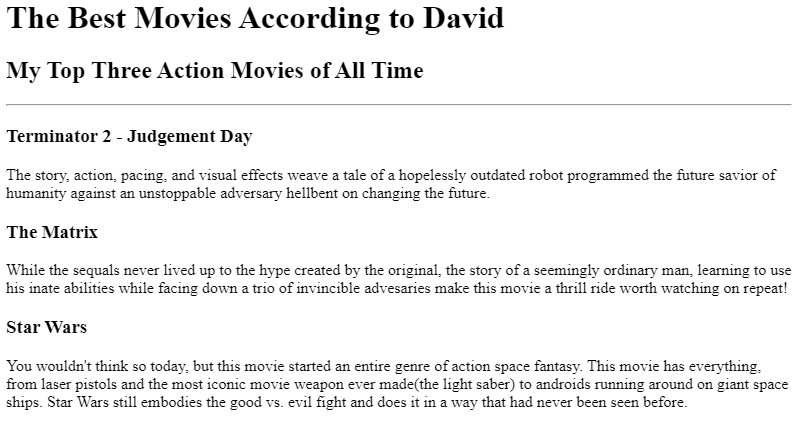 The Best Movies According to David
My Top Three Action Movies of All Time
Terminator 2 - Judgement Day
The story, action, pacing, and visual effects weave a tale of a hopelessly outdated robot programmed the future savior of
humanity against an unstoppable adversary hellbent on changing the future.
The Matrix
While the sequals never lived up to the hype created by the original, the story of a seemingly ordinary man, learning to use
his inate abilities while facing down a trio of invincible advesaries make this movie a thrill ride worth watching on repeat!
Star Wars
You wouldn't think so today, but this movie started an entire genre of action space fantasy. This movie has everything,
from laser pistols and the most iconic movie weapon ever made(the light saber) to androids running around on giant space
ships. Star Wars still embodies the good vs. evil fight and does it in a way that had never been seen before.